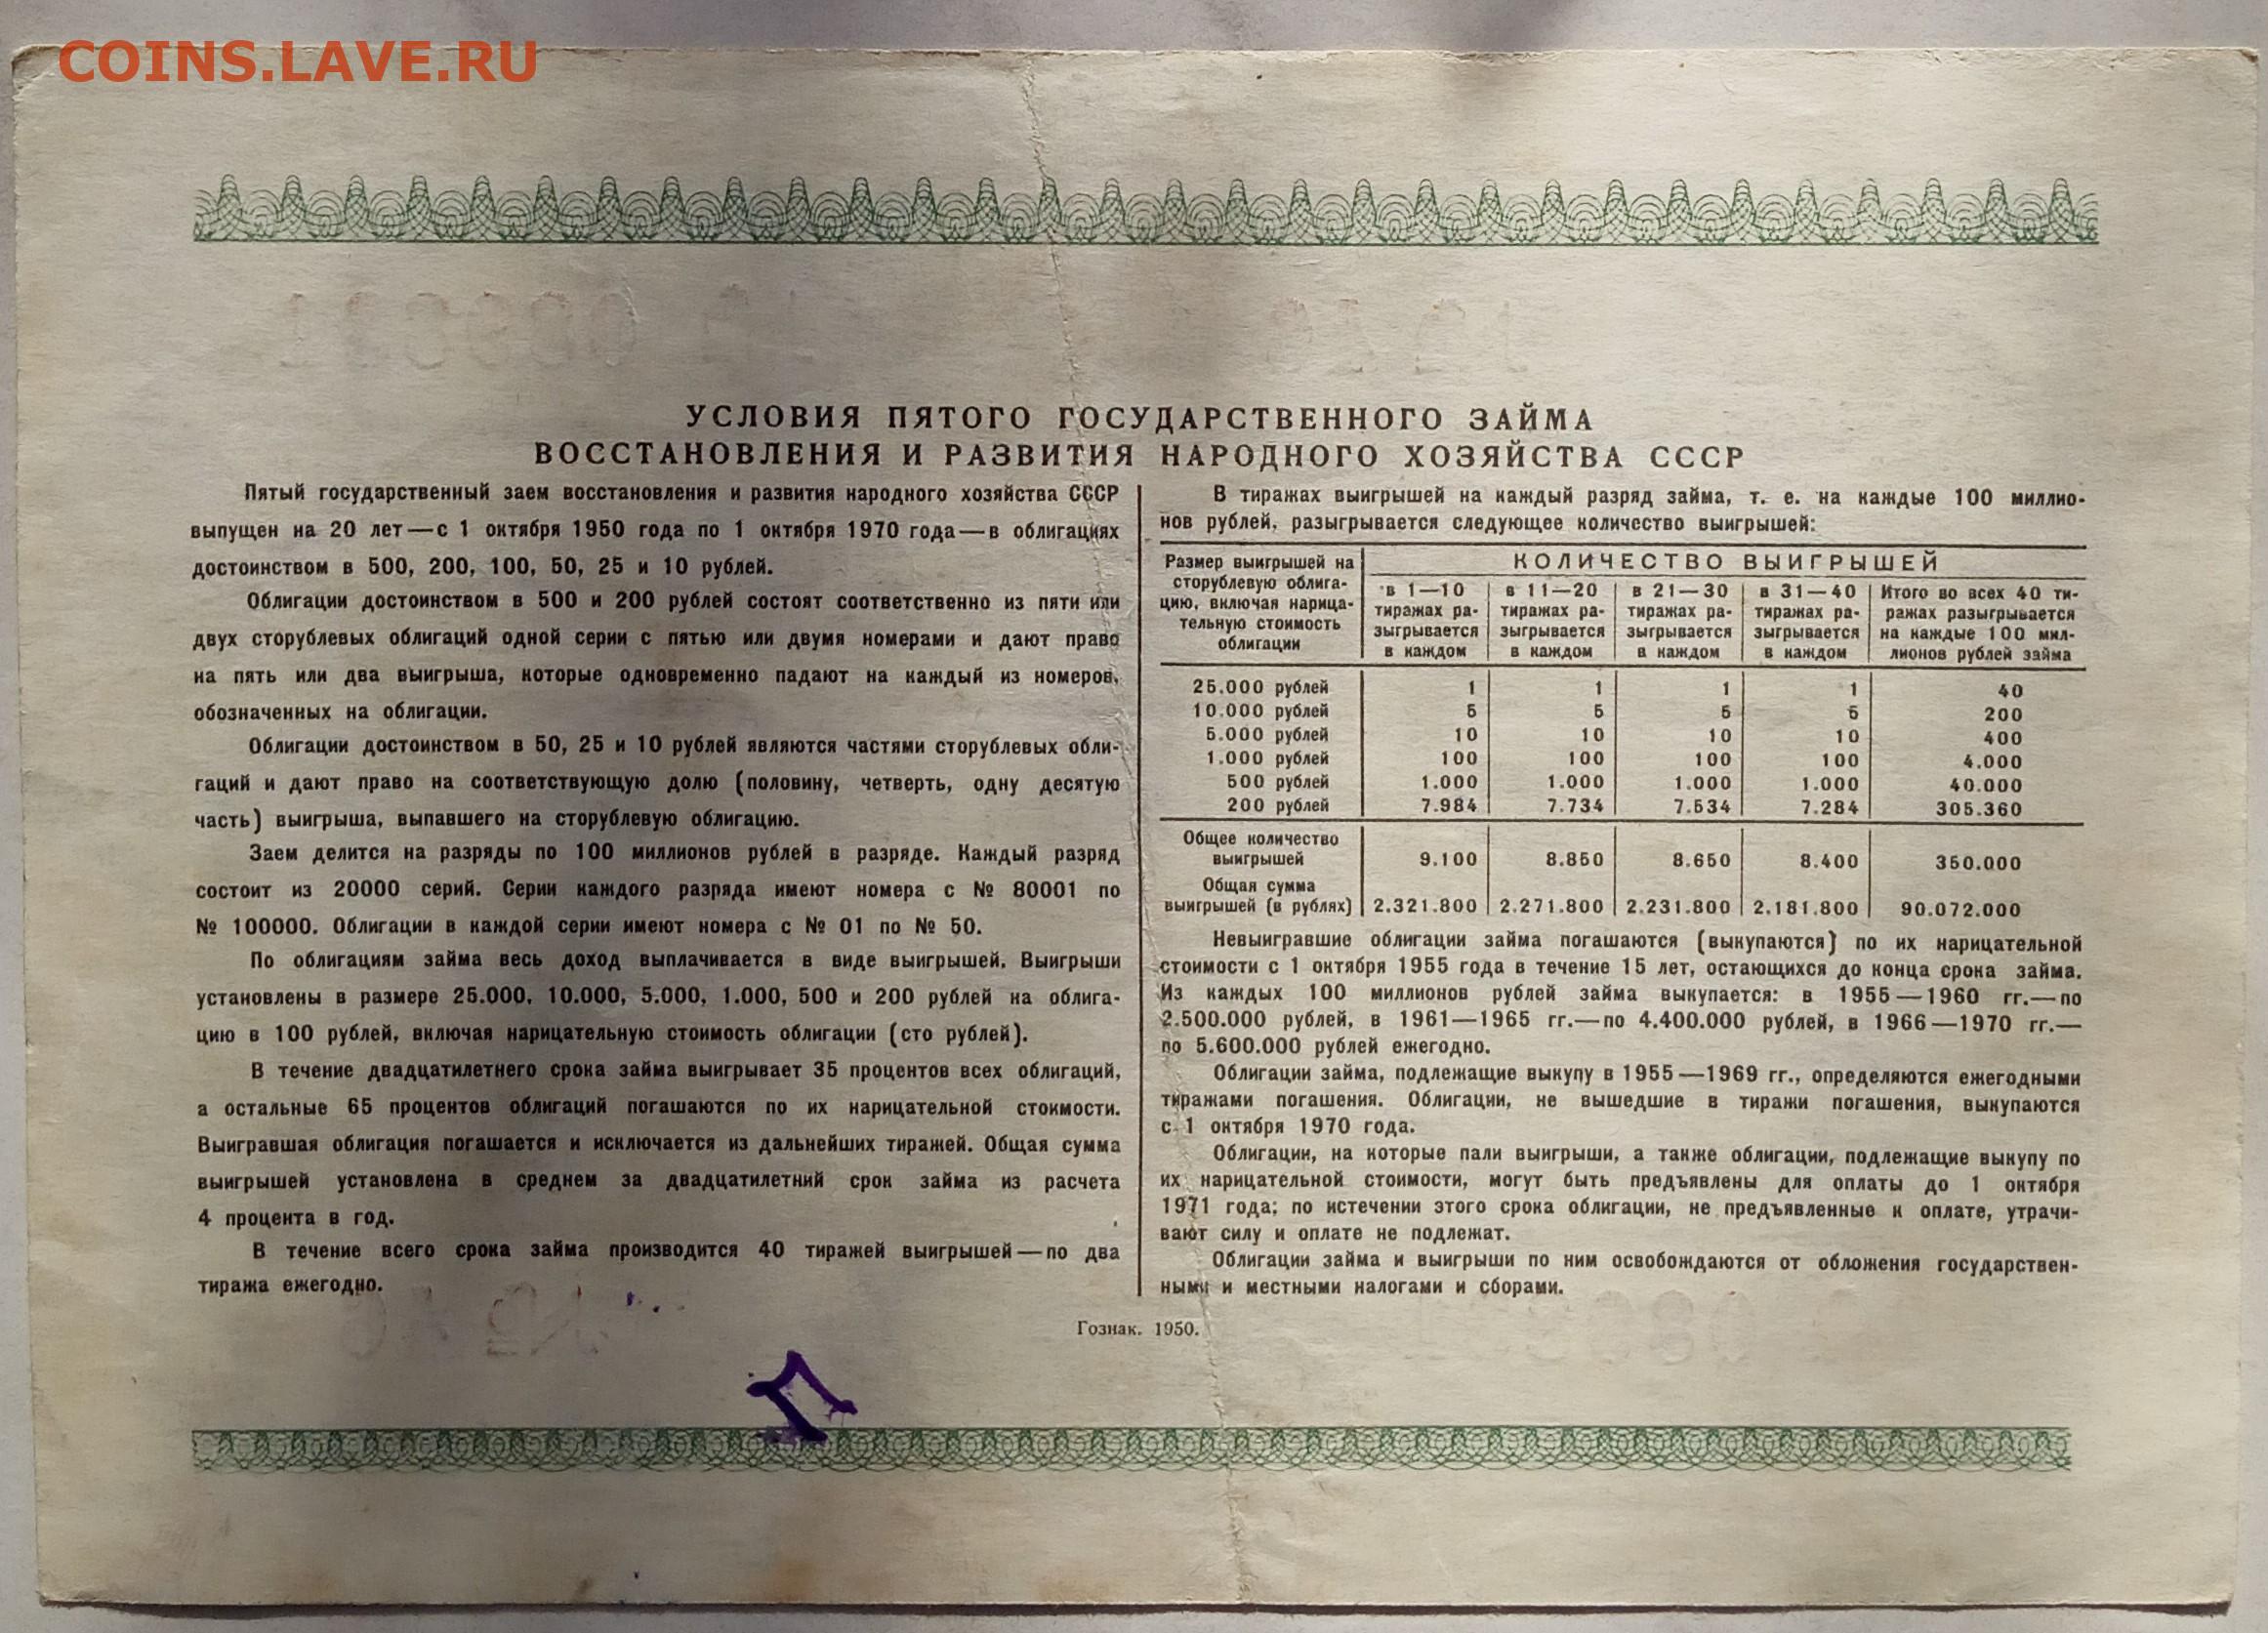 COINS.LAVE.RU
УСЛОВИЯ ПЯТОГО ГОСУДАРСТВЕННОГО ЗАЙМА
ВОССТАНОВЛЕНИЯ И РАЗВИТИЯ НАРОДНОГО ХОЗЯЙСТВА СССР
Пятый государственный заем восстановления и развития народного хозяйства СССР
выпущен на 20 лет — с 1 октября 1950 года по 1 октября 1970 года — в облигациях
достоинством в 500, 200, 100, 50, 25 и 10 рублей.
Облигации достоинством в 500 и 200 рублей состоят соответственно из пяти или
двух сторублевых облигаций одной серии с пятью или двумя номерами и дают право
на пять или два выигрыша, которые одновременно падают на каждый из номеров,
обозначенных на облигации.
Облигации достоинством в 50, 25 и 10 рублей являются частями сторублевых обли-
гаций и дают право на соответствующую долю (половину, четверть, одну десятую
часть) выигрыша, выпавшего на сторублевую облигацию.
Заем делится на разряды по 100 миллионов рублей в разряде. Каждый разряд
состоит из 20000 серий. Серии каждого разряда имеют номера с № 80001 по
№ 100000. Облигации в каждой серии имеют номера с № 01 по № 50.
По облигациям займа весь доход выплачивается в виде выигрышей. Выигрыши
установлены в размере 25.000, 10.000, 5.000, 1.000, 500 и 200 рублей на облига-
цию в 100 рублей, включая нарицательную стоимость облигации (сто рублей).
В течение двадцатилетнего срока займа выигрывает 35 процентов всех облигаций,
а остальные 65 процентов облигаций погашаются по их нарицательной стоимости.
Выигравшая облигация погашается и исключается из дальнейших тиражей. Общая сумма
выигрышей установлена в среднем за двадцатилетний срок займа из расчета
4 процента в год.
В течение всего срока займа производится 40 тиражей выигрышей — по два
тиража ежегодно.
В тиражах выигрышей на каждый разряд займа, т. е. на каждые 100 миллио-
нов рублей, разыгрывается следующее количество выигрышей:
Размер выигрышей на
сторублевую облига-
цию, включая нарица-
тельную стоимость
облигации
КОЛИЧЕСТВО ВЫИГРЫШЕЙ
в 1—10
тиражах ра-
зыгрывается
в каждом
в 11—20
тиражах ра-
зыгрывается
в каждом
в 21—30
тиражах ра-
зыгрывается
в каждом
в 31—40
тиражах ра-
зыгрывается
в каждом
Итого во всех 40 ти-
ражах разыгрывается
на каждые 100 мил-
лионов рублей займа
25.000 рублей 1 1 1 1 40
10.000 рублей 5 5 5 5 200
5.000 рублей 10 10 10 10 400
1.000 рублей 100 100 100 100 4.000
500 рублей 1.000 1.000 1.000 1.000 40.000
200 рублей 7.984 7.734 7.534 7.284 305.360
Общее количество
выигрышей 9.100 8.850 8.650 8.400 350.000
Общая сумма
выигрышей (в рублях) 2.321.800 2.271.800 2.231.800 2.181.800 90.072.000
Невыигравшие облигации займа погашаются (выкупаются) по их нарицательной
стоимости с 1 октября 1955 года в течение 15 лет, остающихся до конца срока займа.
Из каждых 100 миллионов рублей займа выкупается: в 1955 — 1960 гг. — по
2.500.000 рублей, в 1961—1965 гг. — по 4.400.000 рублей, в 1966 — 1970 гг. —
по 5.600.000 рублей ежегодно.
Облигации займа, подлежащие выкупу в 1955 — 1969 гг., определяются ежегодными
тиражами погашения. Облигации, не вышедшие в тиражи погашения, выкупаются
с 1 октября 1970 года.
Облигации, на которые пали выигрыши, а также облигации, подлежащие выкупу по
их нарицательной стоимости, могут быть предъявлены для оплаты до 1 октября
1971 года; по истечении этого срока облигации, не предъявленные к оплате, утрачи-
вают силу и оплате не подлежат.
Облигации займа и выигрыши по ним освобождаются от обложения государствен-
ными и местными налогами и сборами.
Гознак. 1950.